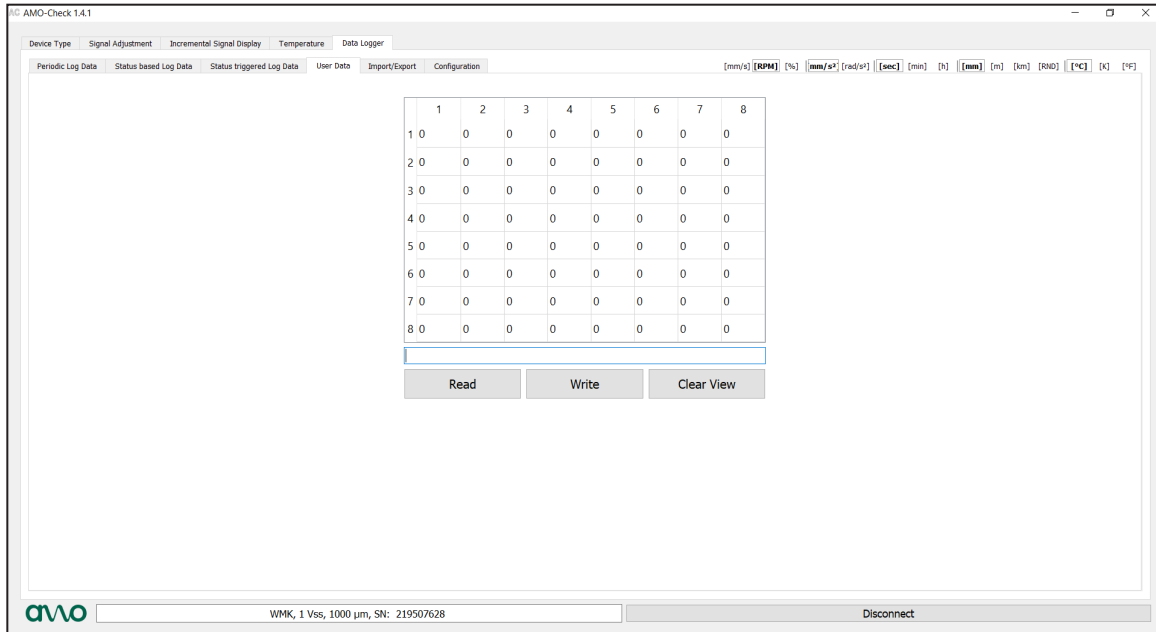 AC AMO-Check 1.4.1
Device Type Signal Adjustment Incremental Signal Display Temperature Data Logger
Periodic Log Data Status based Log Data Status triggered Log Data User Data Import/Export Configuration [mm/s] [RPM] [%] [mm/s²] [rad/s²] [sec] [min] [h] [mm] [m] [km] [RND] [°C] [K] [°F]
1 2 3 4 5 6 7 8
1 0 0 0 0 0 0 0 0
2 0 0 0 0 0 0 0 0
3 0 0 0 0 0 0 0 0
4 0 0 0 0 0 0 0 0
5 0 0 0 0 0 0 0 0
6 0 0 0 0 0 0 0 0
7 0 0 0 0 0 0 0 0
8 0 0 0 0 0 0 0 0
Read Write Clear View
amo WMK, 1 Vss, 1000 µm, SN: 219507628 Disconnect